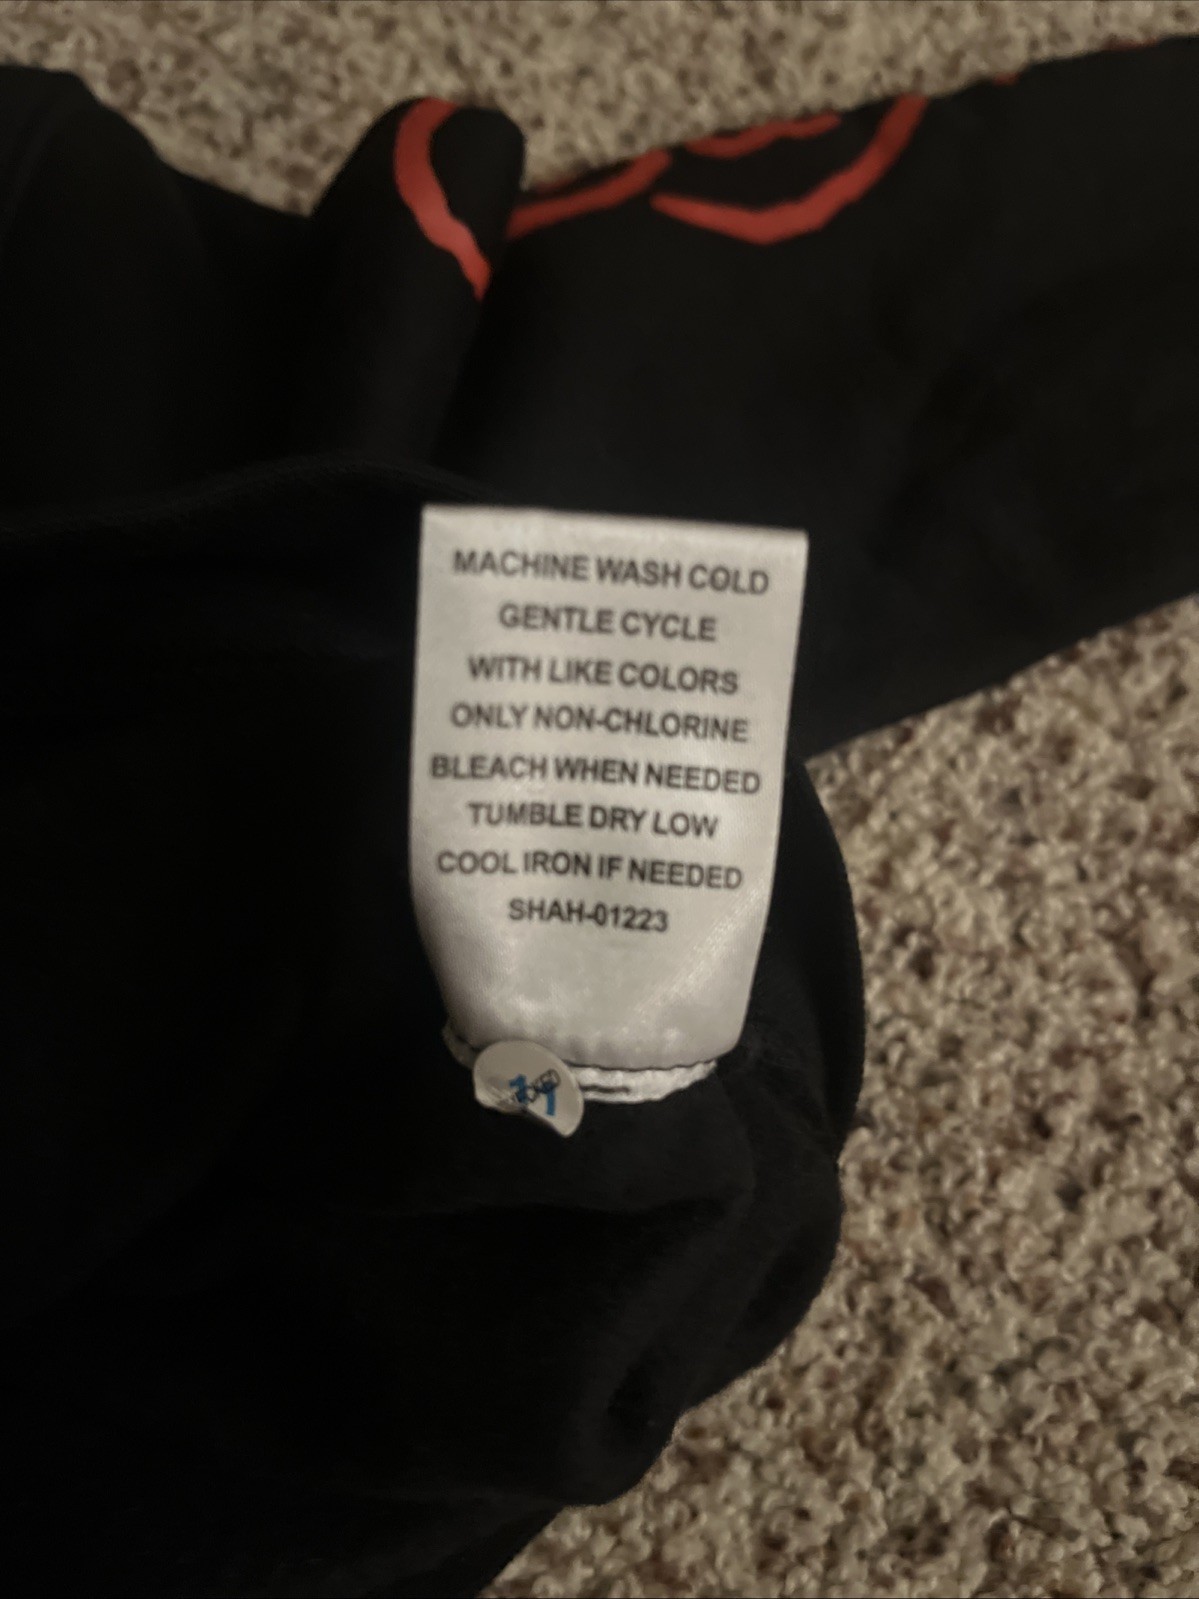 MACHINE WASH COLD
GENTLE CYCLE
WITH LIKE COLORS
ONLY NON-CHLORINE
BLEACH WHEN NEEDED
TUMBLE DRY LOW
COOL IRON IF NEEDED
SHAH-01223